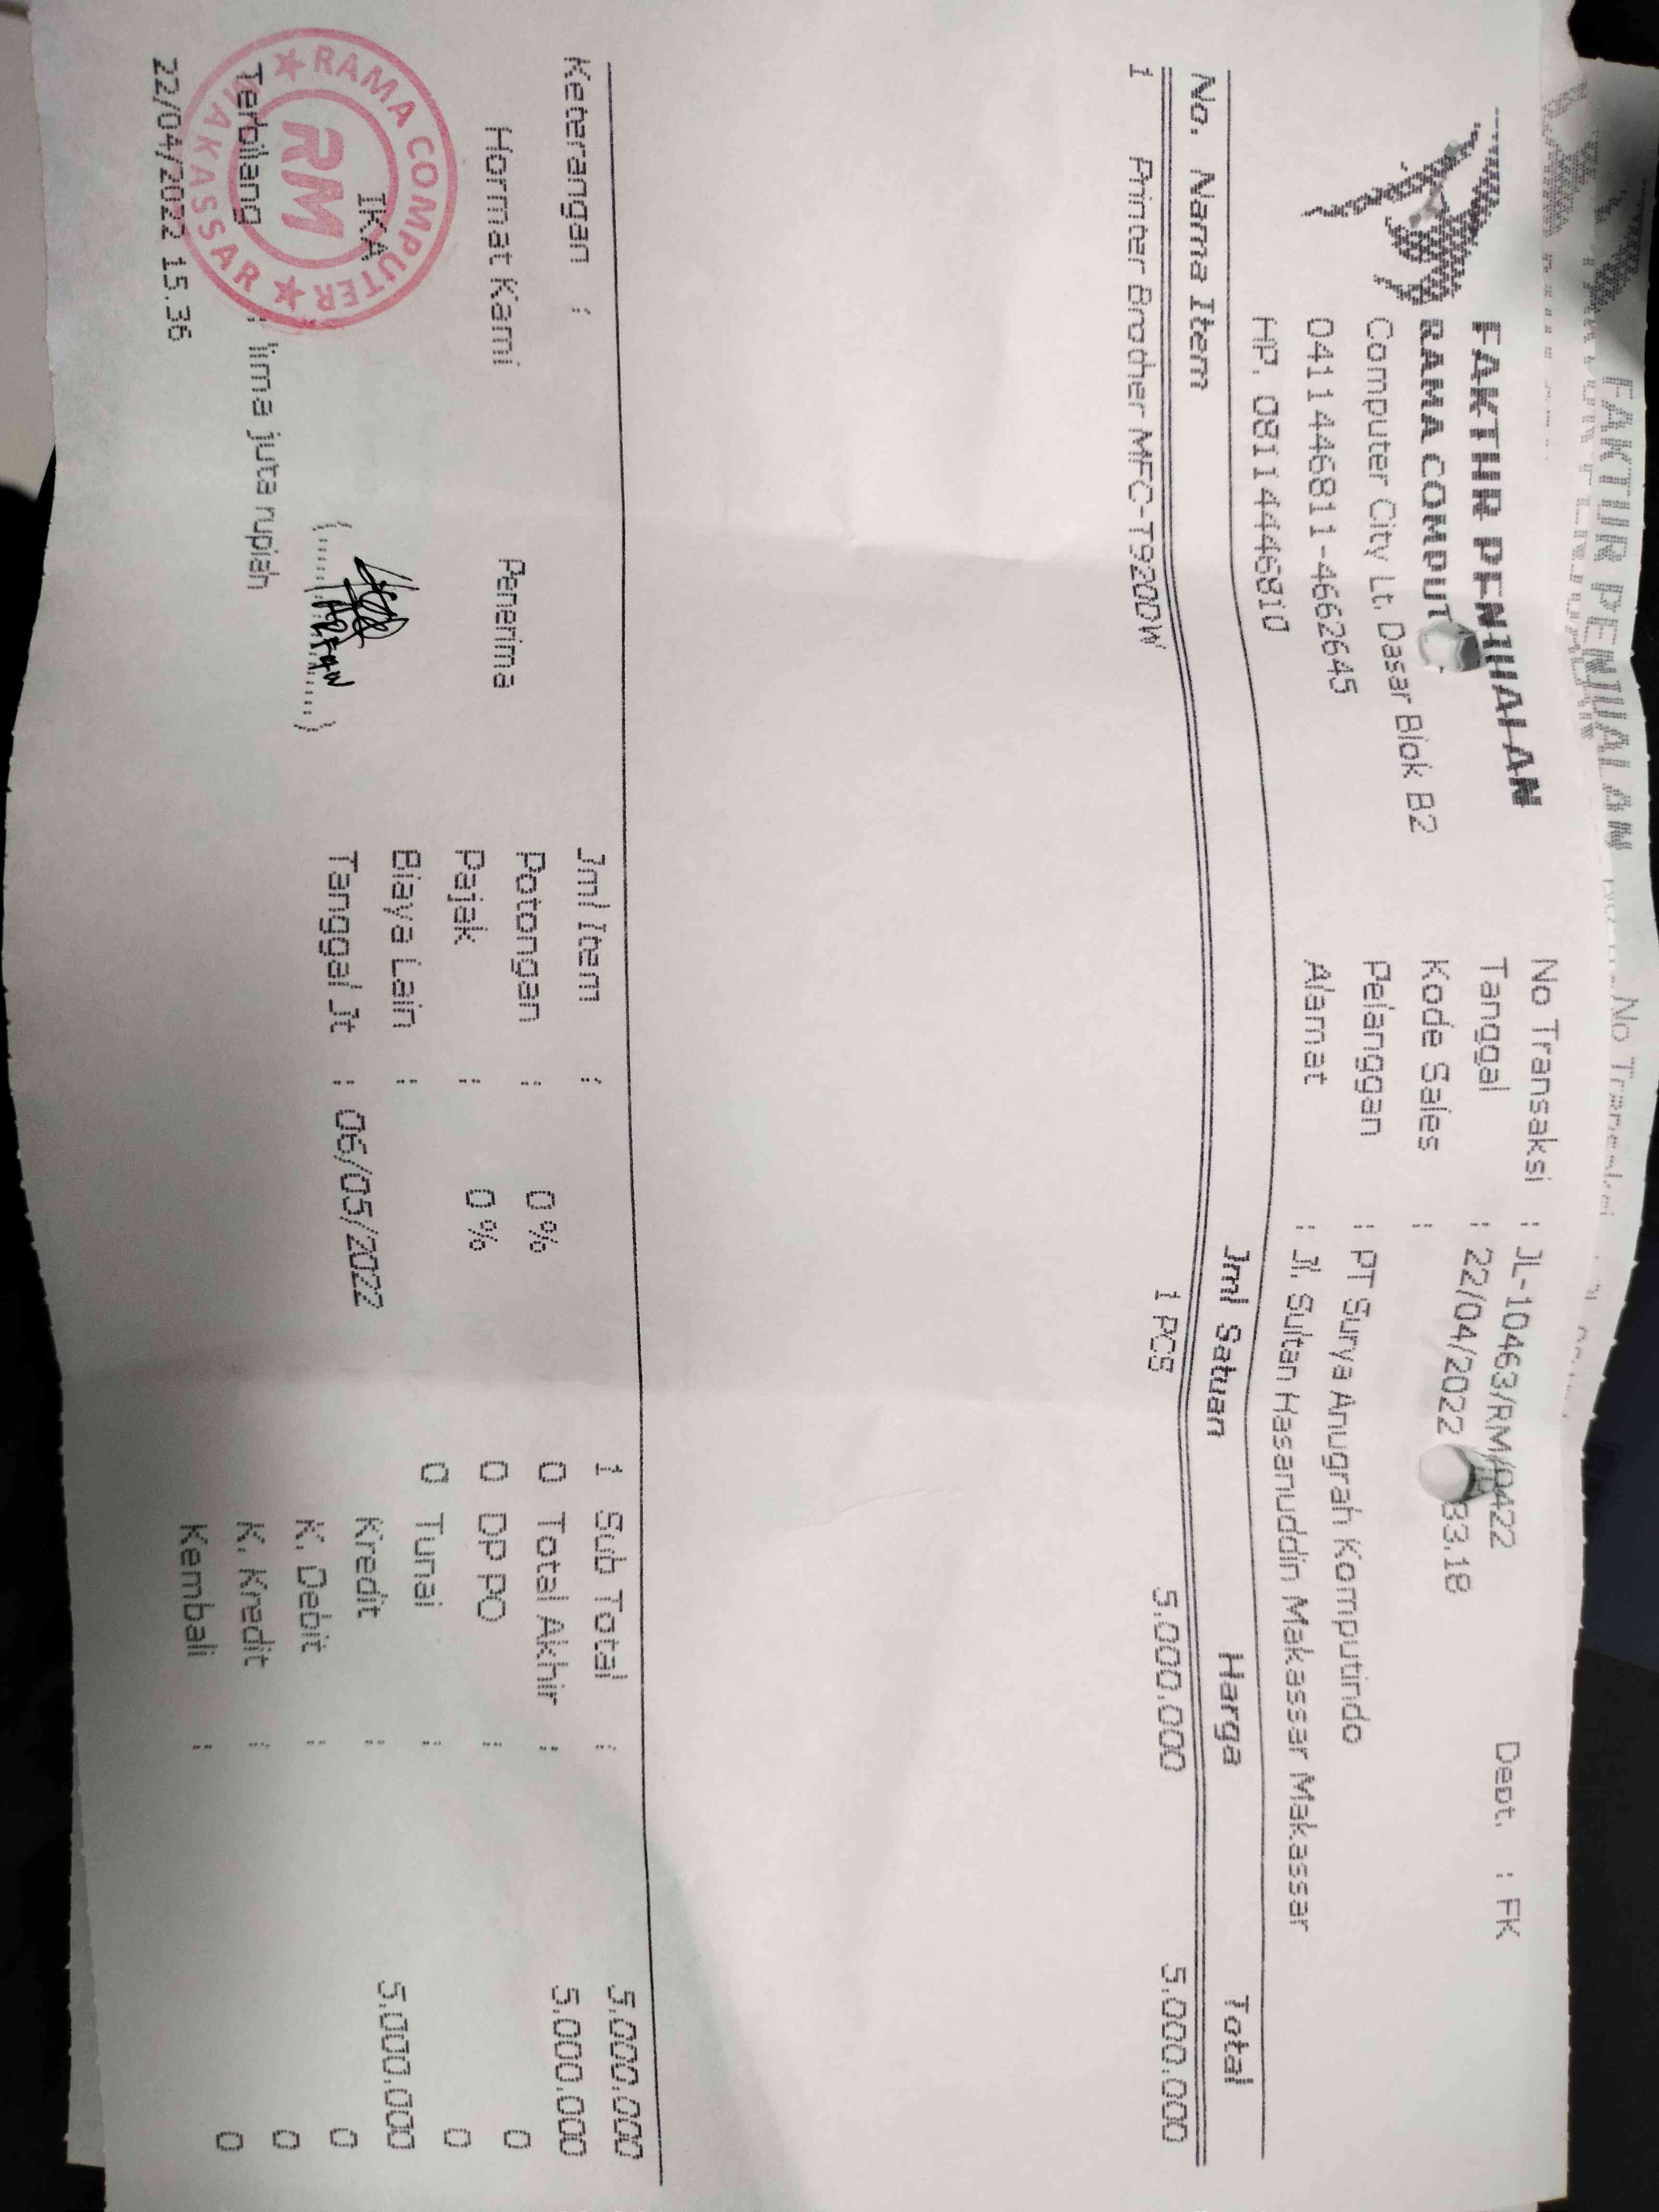 FAKTUR PENJUALAN
RAMA COMPUT
Computer City Lt. Dasar Blok B2
0411446811-4662645
HP. 08114446810
No Transaksi : JL-10463/RM/0422 Dept. : FK
Tanggal : 22/04/2022 33.18
Kode Sales :
Pelanggan : PT Surya Anugrah Komputindo
Alamat : Jl. Sultan Hasanuddin Makassar Makassar
No. Nama Item Jml Satuan Harga Total
1 Printer Brother MFC-T920DW 1 PCS 5.000.000 5.000.000
Keterangan : Jml Item : 1 Sub Total : 5.000.000
Potongan : 0% 0 Total Akhir : 5.000.000
Hormat Kami Penerima Pajak : 0% 0 DP PO : 0
Biaya Lain : 0 Tunai : 0
IKA Tanggal Jt : 06/05/2022 Kredit : 5.000.000
(...............) K. Debit : 0
Terbilang : lima juta rupiah K. Kredit : 0
22/04/2022 15.36 Kembali : 0
RAMA COMPUTER
RM
MAKASSAR
FAKTUR PENJUALAN
No Transaksi